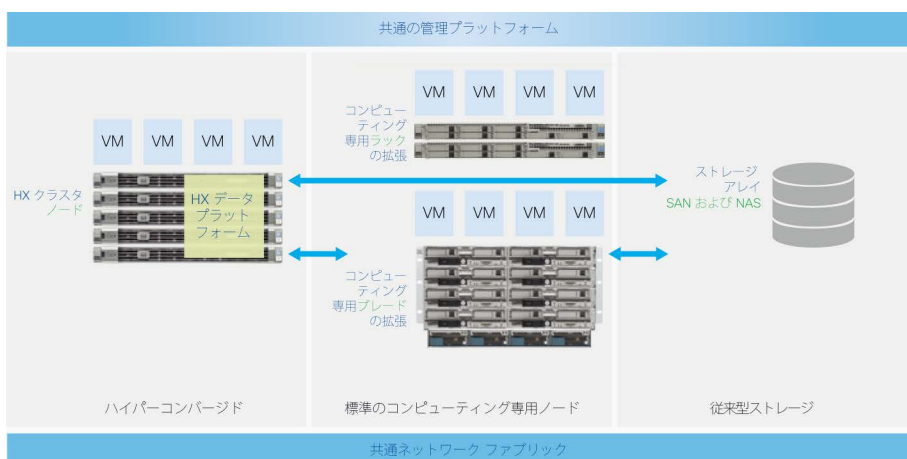 共通の管理プラットフォーム
VM VM VM VM
HX クラスタ
ノード
HX データ
プラット
フォーム
ハイパーコンバージド
VM VM VM VM
コンピュー
ティング
専用ラック
の拡張
VM VM VM VM
コンピュー
ティング
専用ブレード
の拡張
標準のコンピューティング専用ノード
ストレージ
アレイ
SAN および NAS
従来型ストレージ
共通ネットワーク ファブリック